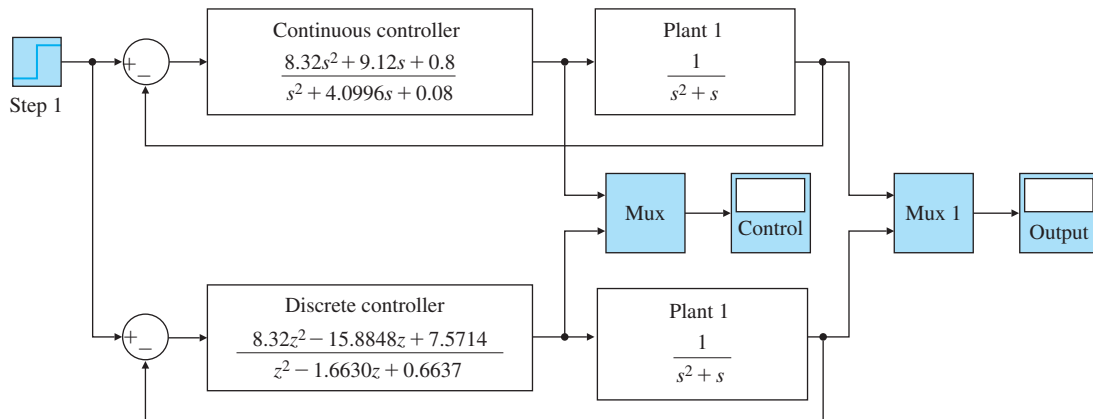 Step 1
+
−
Continuous controller
8.32s² + 9.12s + 0.8
s² + 4.0996s + 0.08
Plant 1
1
s² + s
Mux
Control
Mux 1
Output
+
−
Discrete controller
8.32z² − 15.8848z + 7.5714
z² − 1.6630z + 0.6637
Plant 1
1
s² + s